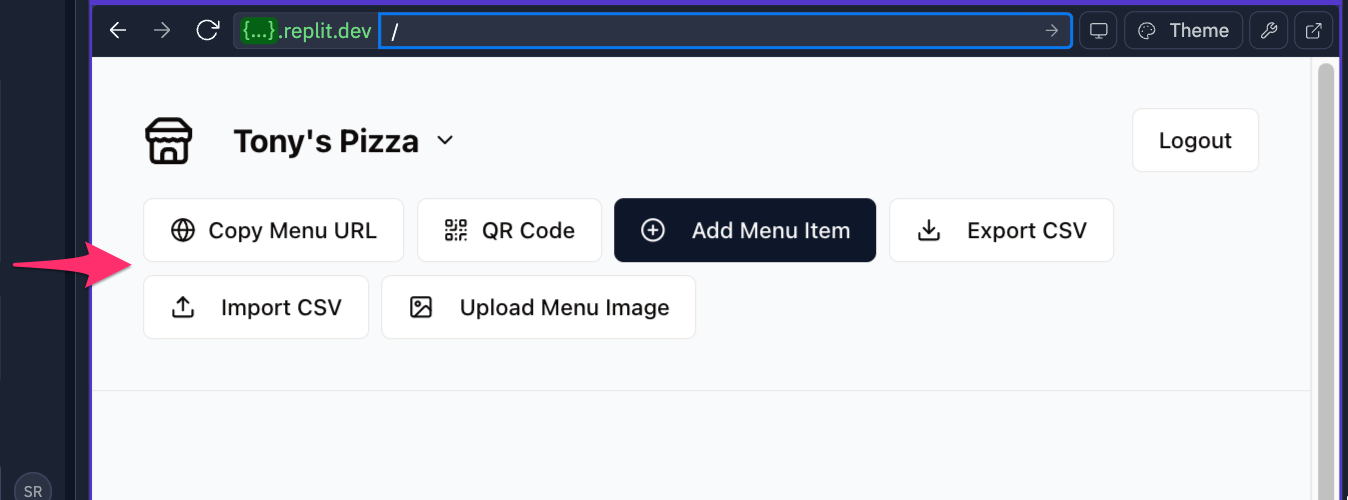 {...}.replit.dev /
Theme
Tony's Pizza
Logout
Copy Menu URL
QR Code
Add Menu Item
Export CSV
Import CSV
Upload Menu Image
SR